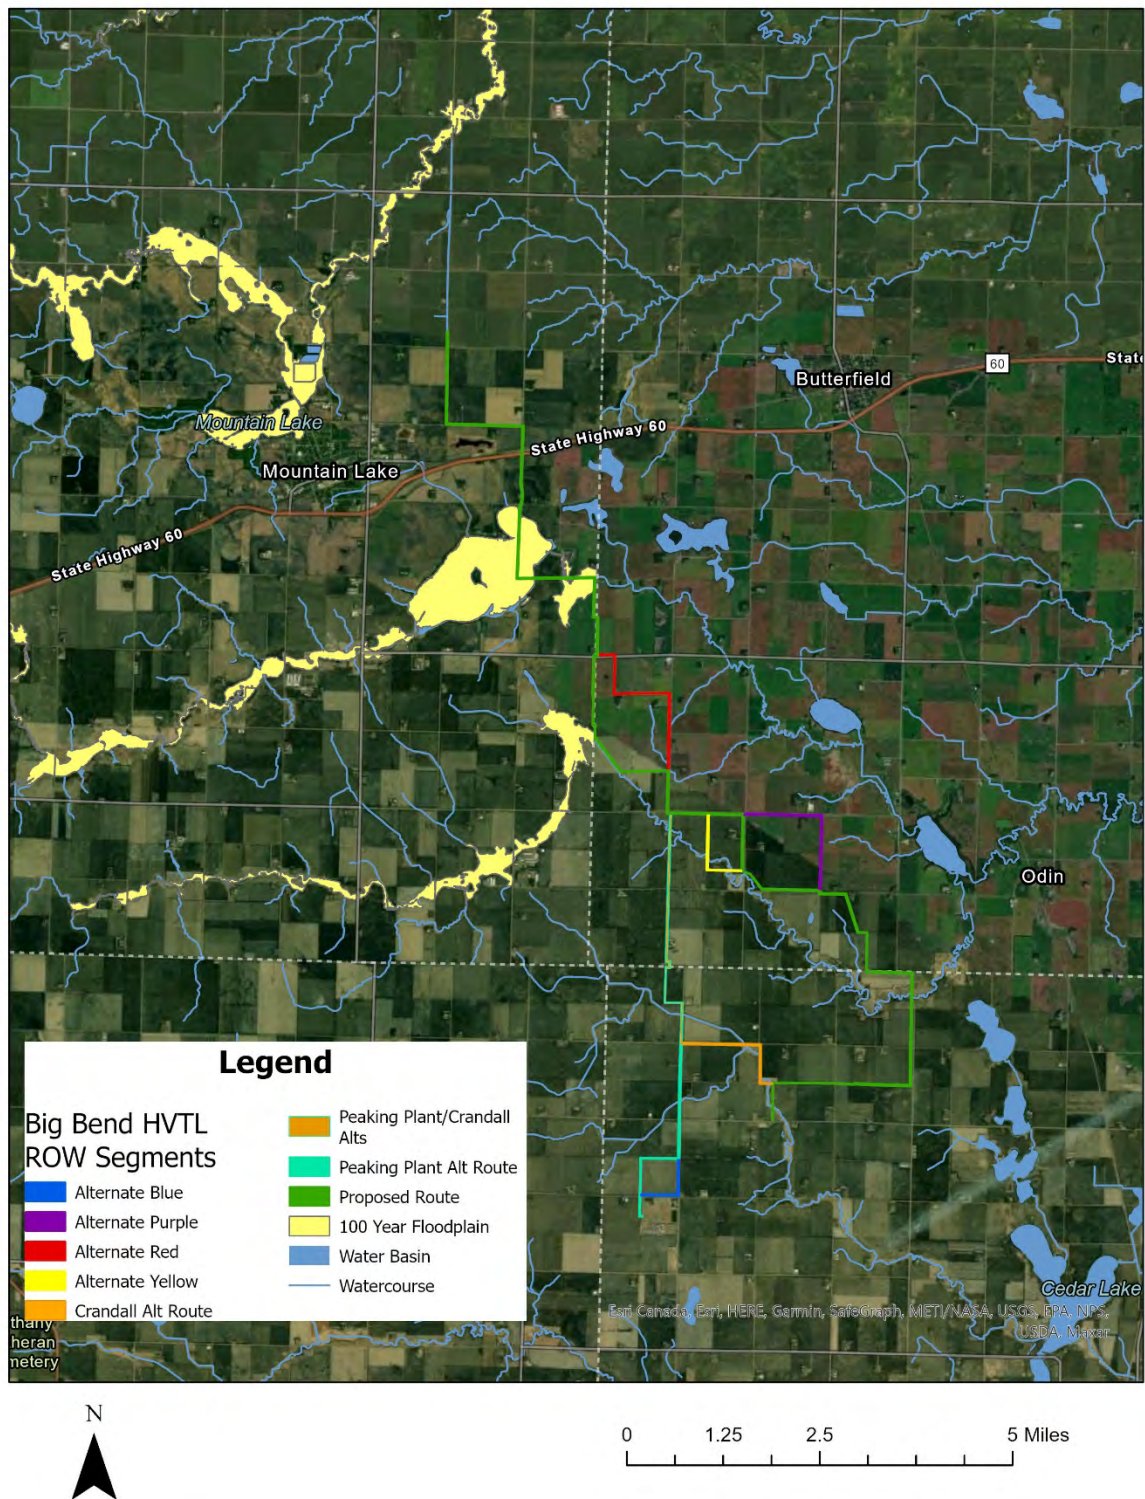 60
State
Butterfield
State Highway 60
Mountain Lake
Mountain Lake
State Highway 60
Odin
Legend
Big Bend HVTL
ROW Segments
Alternate Blue
Alternate Purple
Alternate Red
Alternate Yellow
Crandall Alt Route
Peaking Plant/Crandall
Alts
Peaking Plant Alt Route
Proposed Route
100 Year Floodplain
Water Basin
Watercourse
Cedar Lake
Esri Canada, Esri, HERE, Garmin, SafeGraph, METI/NASA, USGS, EPA, NPS,
USDA, Maxar
thany
heran
metery
N
0 1.25 2.5 5 Miles